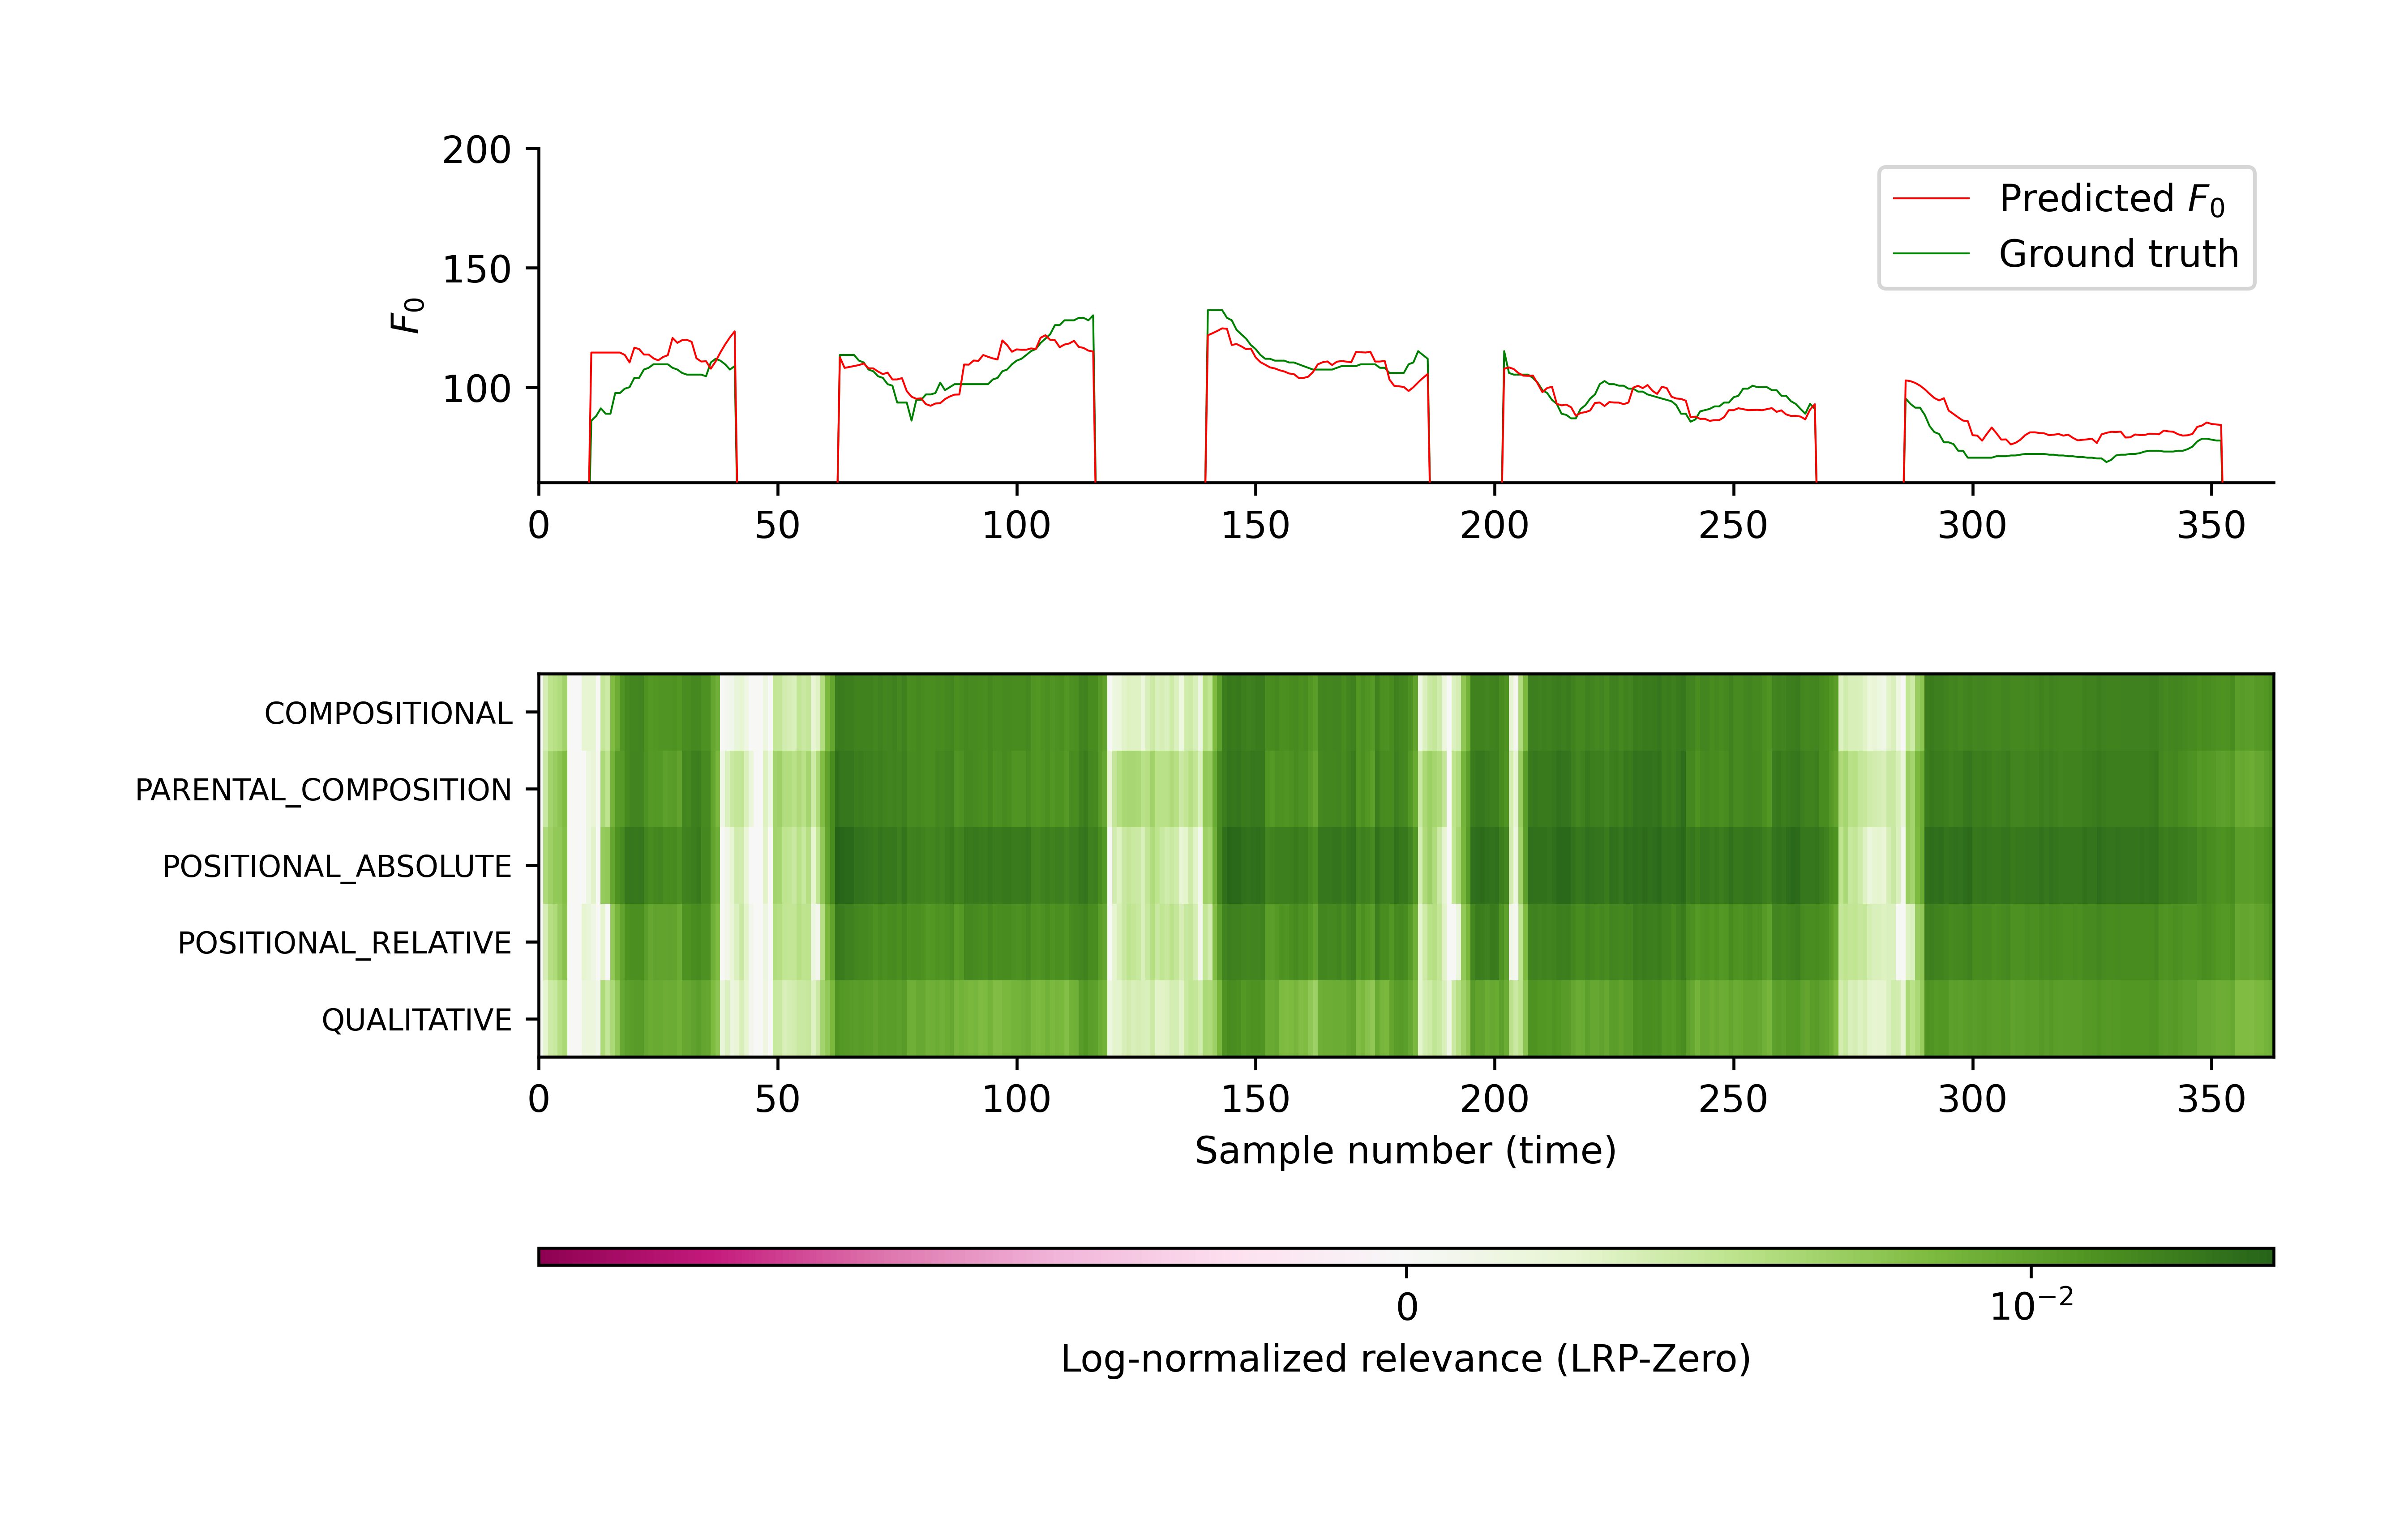 200
150
100
F₀
Predicted F₀
Ground truth
0 50 100 150 200 250 300 350
COMPOSITIONAL
PARENTAL_COMPOSITION
POSITIONAL_ABSOLUTE
POSITIONAL_RELATIVE
QUALITATIVE
0 50 100 150 200 250 300 350
Sample number (time)
0 10⁻²
Log-normalized relevance (LRP-Zero)